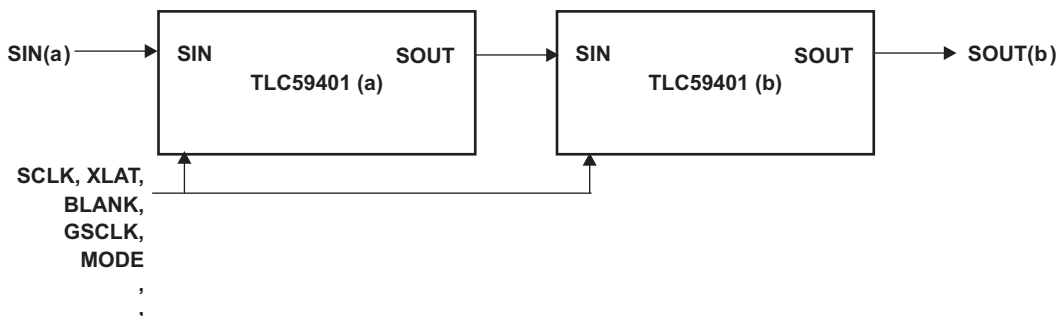 SIN(a)
SIN
SOUT
TLC59401 (a)
SIN
SOUT
TLC59401 (b)
SOUT(b)
SCLK, XLAT,
BLANK,
GSCLK,
MODE
,
,